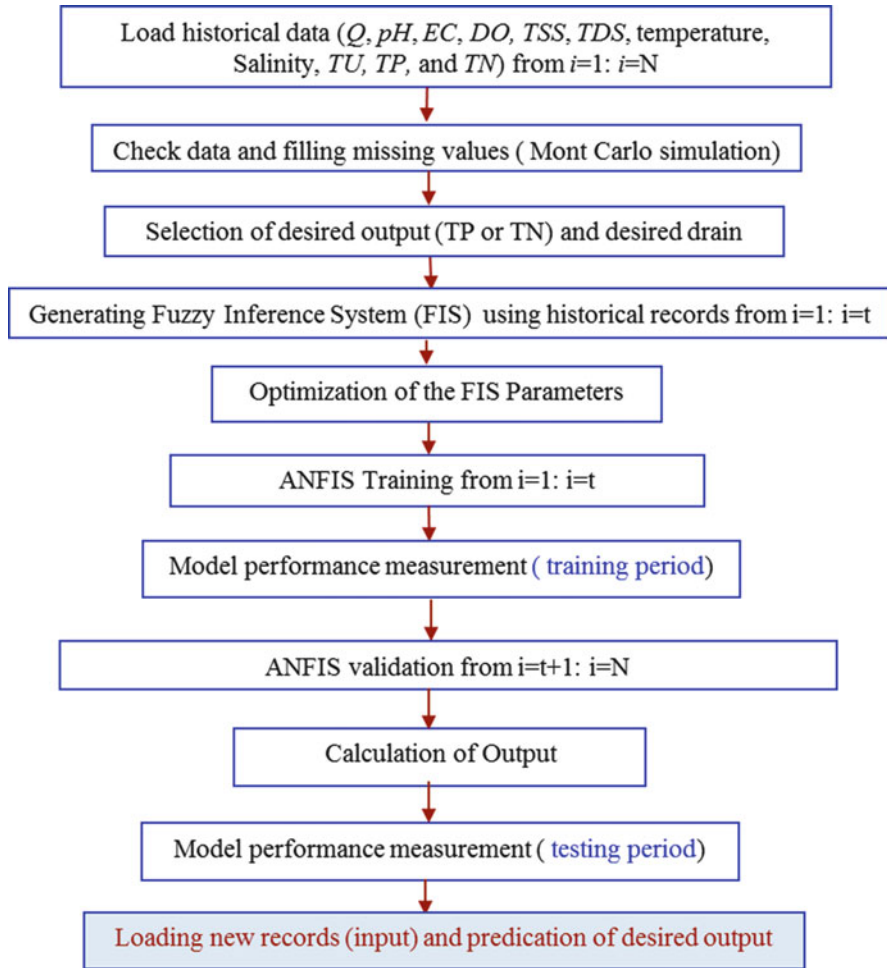 Load historical data (Q, pH, EC, DO, TSS, TDS, temperature,
Salinity, TU, TP, and TN) from i=1: i=N
Check data and filling missing values ( Mont Carlo simulation)
Selection of desired output (TP or TN) and desired drain
Generating Fuzzy Inference System (FIS) using historical records from i=1: i=t
Optimization of the FIS Parameters
ANFIS Training from i=1: i=t
Model performance measurement ( training period)
ANFIS validation from i=t+1: i=N
Calculation of Output
Model performance measurement ( testing period)
Loading new records (input) and predication of desired output